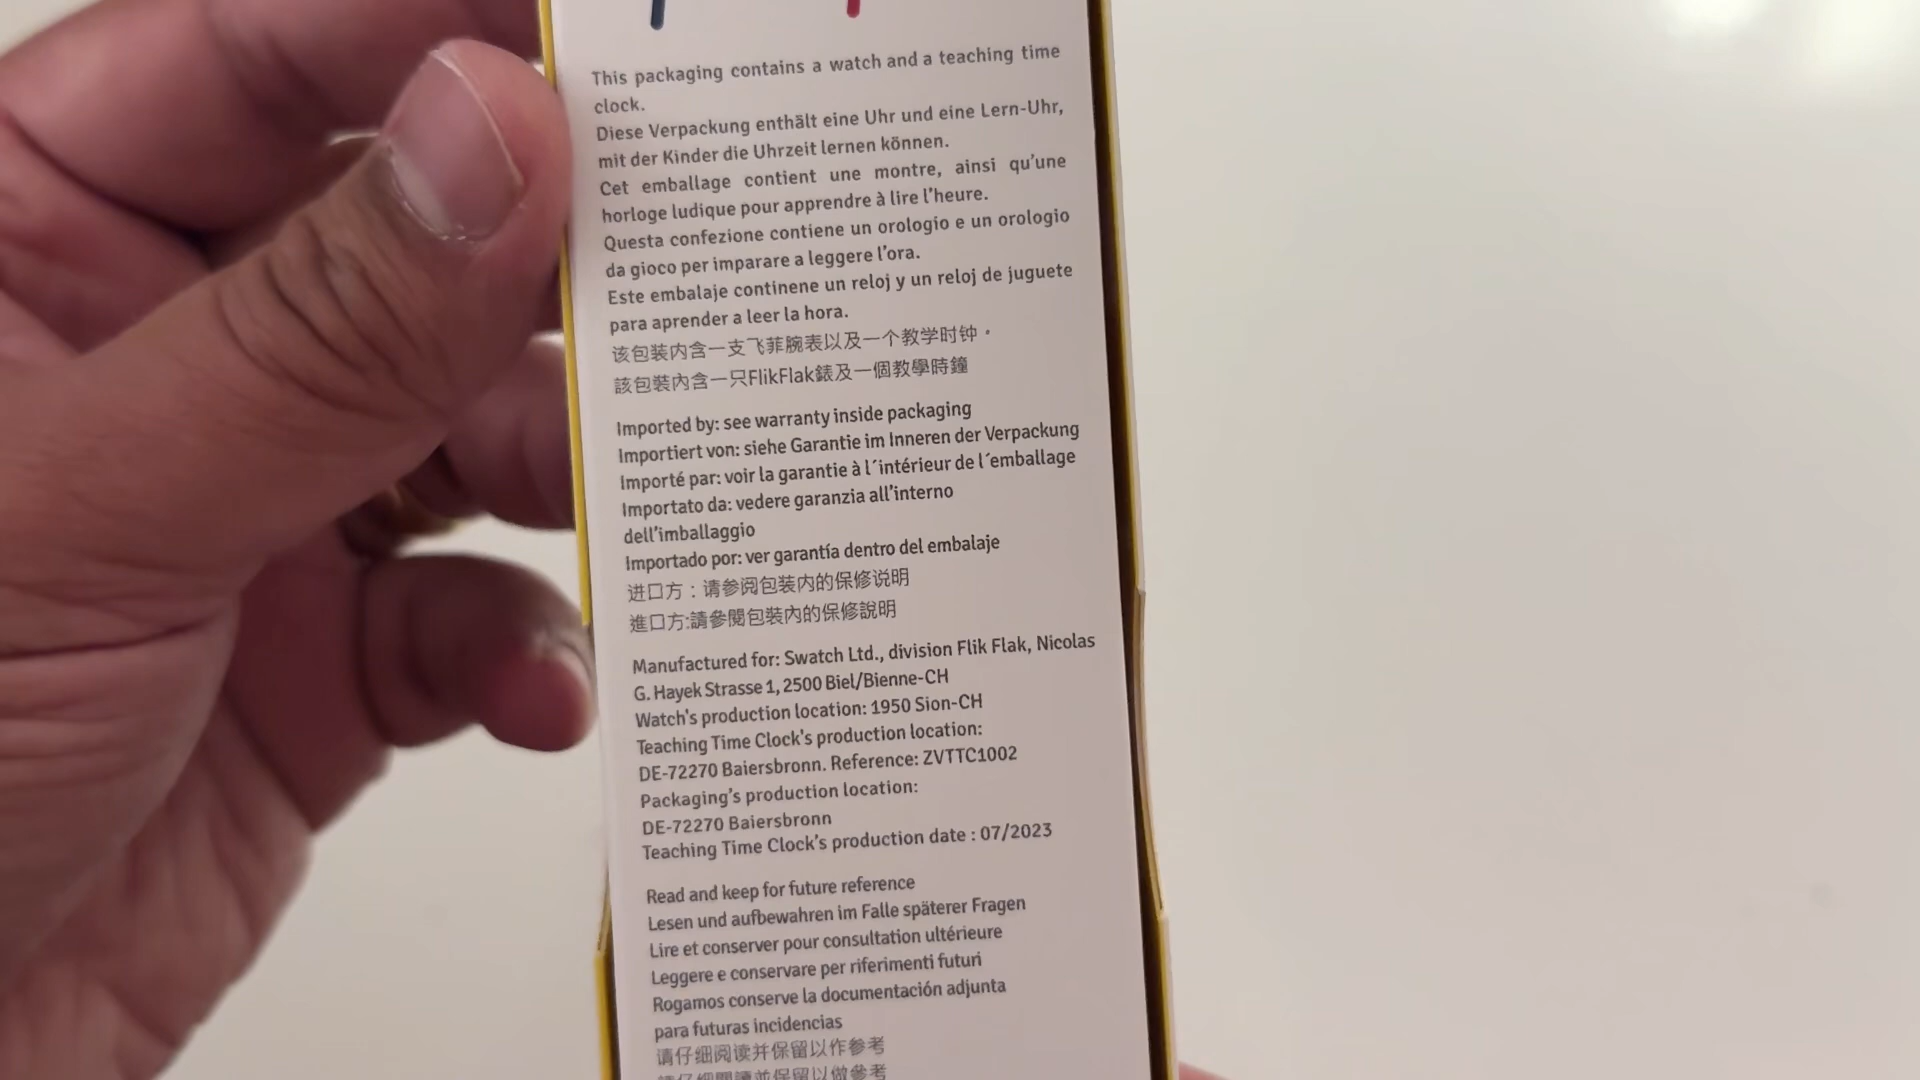 This packaging contains a watch and a teaching time
clock.
Diese Verpackung enthält eine Uhr und eine Lern-Uhr,
mit der Kinder die Uhrzeit lernen können.
Cet emballage contient une montre, ainsi qu'une
horloge ludique pour apprendre à lire l'heure.
Questa confezione contiene un orologio e un orologio
da gioco per imparare a leggere l'ora.
Este embalaje continene un reloj y un reloj de juguete
para aprender a leer la hora.
该包装内含一支飞菲腕表以及一个教学时钟。
該包裝內含一只FlikFlak錶及一個教學時鐘
Imported by: see warranty inside packaging
Importiert von: siehe Garantie im Inneren der Verpackung
Importé par: voir la garantie à l´intérieur de l´emballage
Importato da: vedere garanzia all'interno
dell'imballaggio
Importado por: ver garantía dentro del embalaje
进口方：请参阅包装内的保修说明
進口方:請參閱包裝內的保修說明
Manufactured for: Swatch Ltd., division Flik Flak, Nicolas
G. Hayek Strasse 1, 2500 Biel/Bienne-CH
Watch's production location: 1950 Sion-CH
Teaching Time Clock's production location:
DE-72270 Baiersbronn. Reference: ZVTTC1002
Packaging's production location:
DE-72270 Baiersbronn
Teaching Time Clock's production date : 07/2023
Read and keep for future reference
Lesen und aufbewahren im Falle späterer Fragen
Lire et conserver pour consultation ultérieure
Leggere e conservare per riferimenti futuri
Rogamos conserve la documentación adjunta
para futuras incidencias
请仔细阅读并保留以作参考
請仔細閱讀並保留以做參考